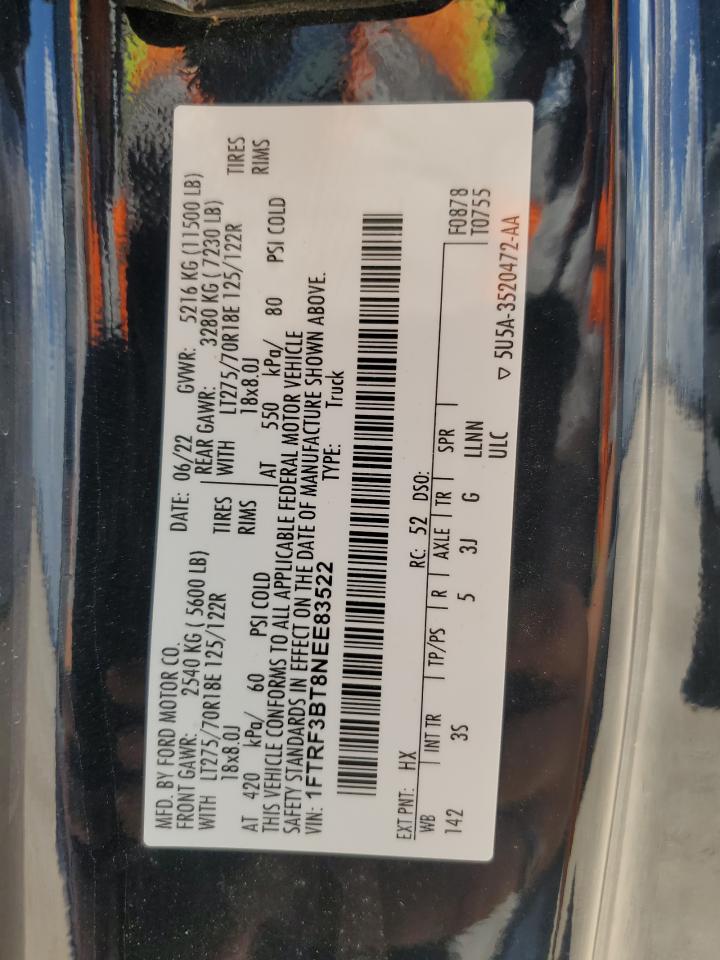 MFD. BY FORD MOTOR CO.
DATE: 06/22 GVWR: 5216 KG (11500 LB)
FRONT GAWR: 2540 KG ( 5600 LB)
REAR GAWR: 3280 KG ( 7230 LB)
WITH LT275/70R18E 125/122R TIRES
WITH LT275/70R18E 125/122R TIRES
18x8.0J RIMS
18x8.0J RIMS
AT 420 kPa/ 60 PSI COLD
AT 550 kPa/ 80 PSI COLD
THIS VEHICLE CONFORMS TO ALL APPLICABLE FEDERAL MOTOR VEHICLE
SAFETY STANDARDS IN EFFECT ON THE DATE OF MANUFACTURE SHOWN ABOVE.
VIN: 1FTRF3BT8NEE83522 TYPE: Truck
EXT PNT: HX RC: 52 DSO:
WB INT TR TP/PS R AXLE TR SPR F0878
142 3S 5 3J G LLNN T0755
ULC
▽ 5U5A-3520472-AA